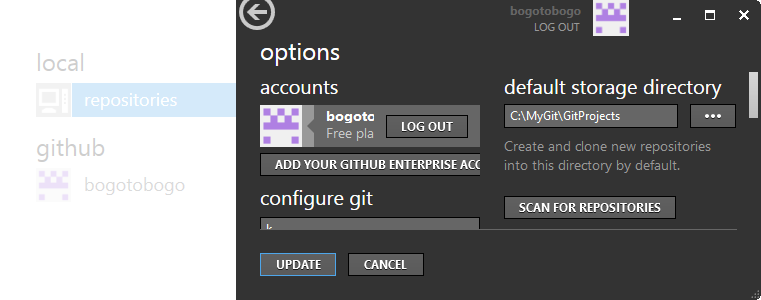 bogotobogo
LOG OUT
local
repositories
github
bogotobogo
options
accounts
bogoto
Free pla
LOG OUT
ADD YOUR GITHUB ENTERPRISE ACC
configure git
default storage directory
C:\MyGit\GitProjects
Create and clone new repositories
into this directory by default.
SCAN FOR REPOSITORIES
UPDATE
CANCEL